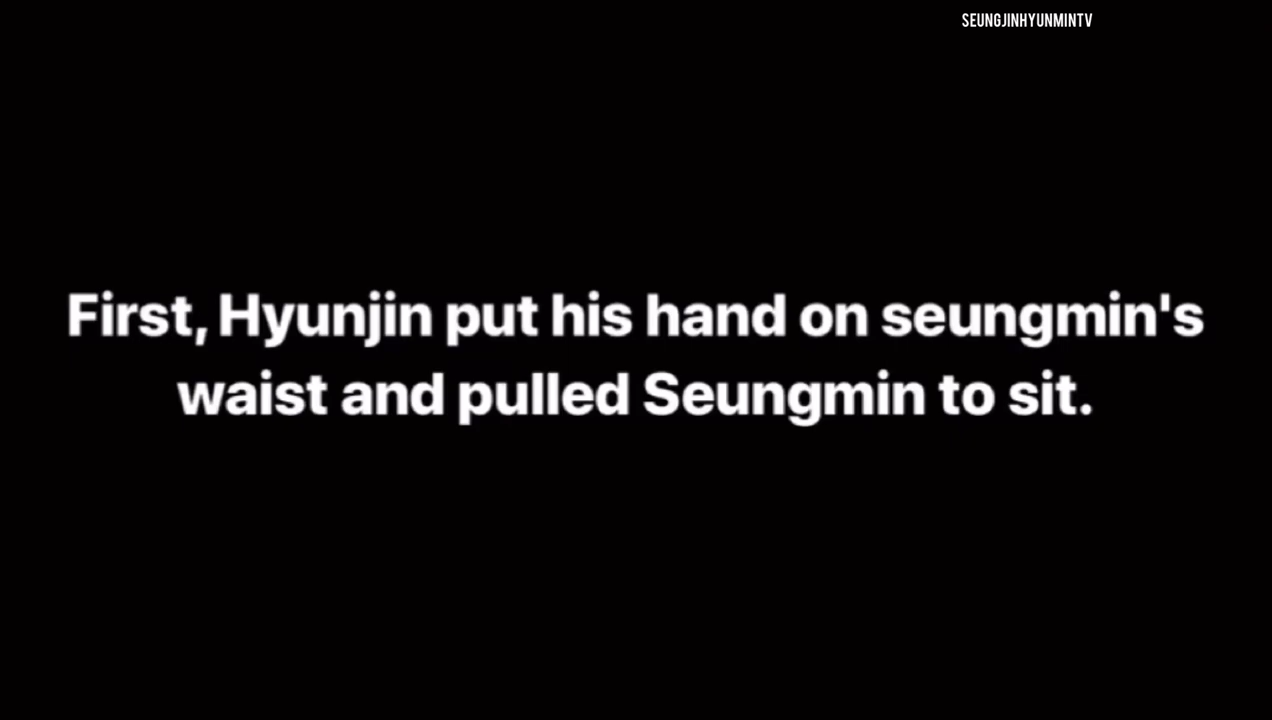 SEUNGJINHYUNMINTV
First, Hyunjin put his hand on seungmin's
waist and pulled Seungmin to sit.